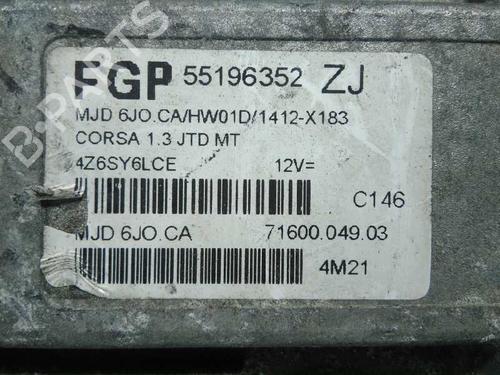 FGP 55196352 ZJ
MJD 6JO.CA/HW01D/1412-X183
CORSA 1.3 JTD MT
4Z6SY6LCE 12V=
C146
MJD 6JO.CA 71600.049.03
4M21